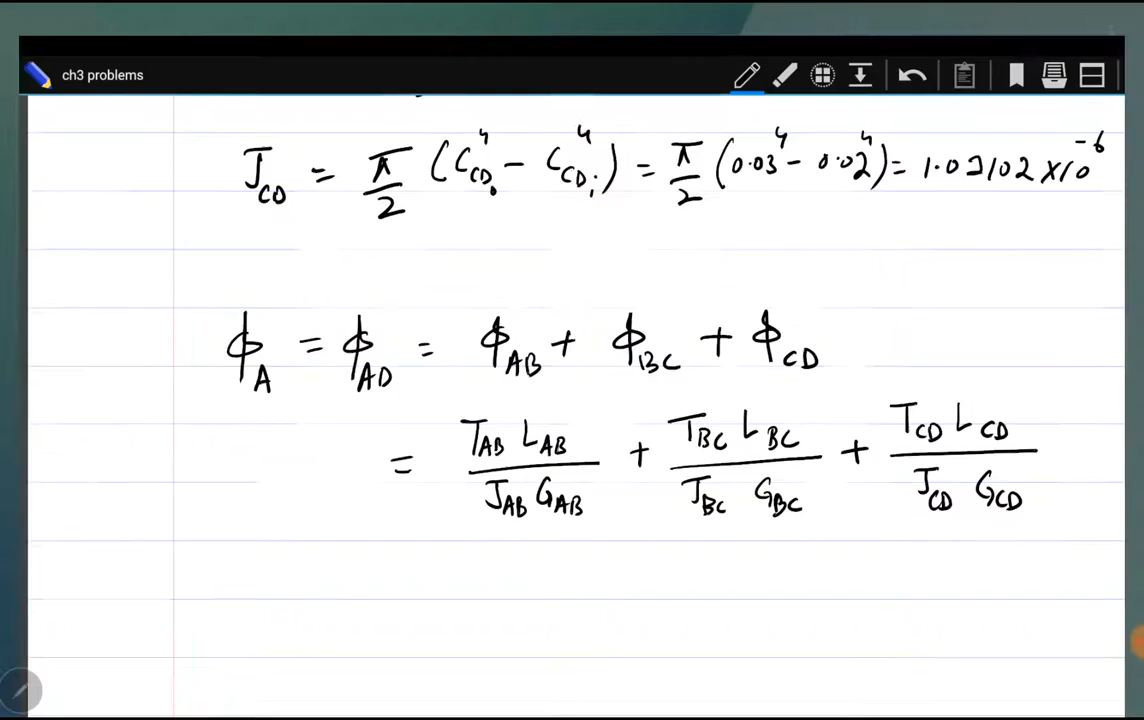 ch3 problems
J_CD = π/2 (C_CDo^4 - C_CDi^4) = π/2 (0.03^4 - 0.02^4) = 1.02102 × 10^-6
ϕ_A = ϕ_AD = ϕ_AB + ϕ_BC + ϕ_CD
= T_AB L_AB / J_AB G_AB + T_BC L_BC / J_BC G_BC + T_CD L_CD / J_CD G_CD